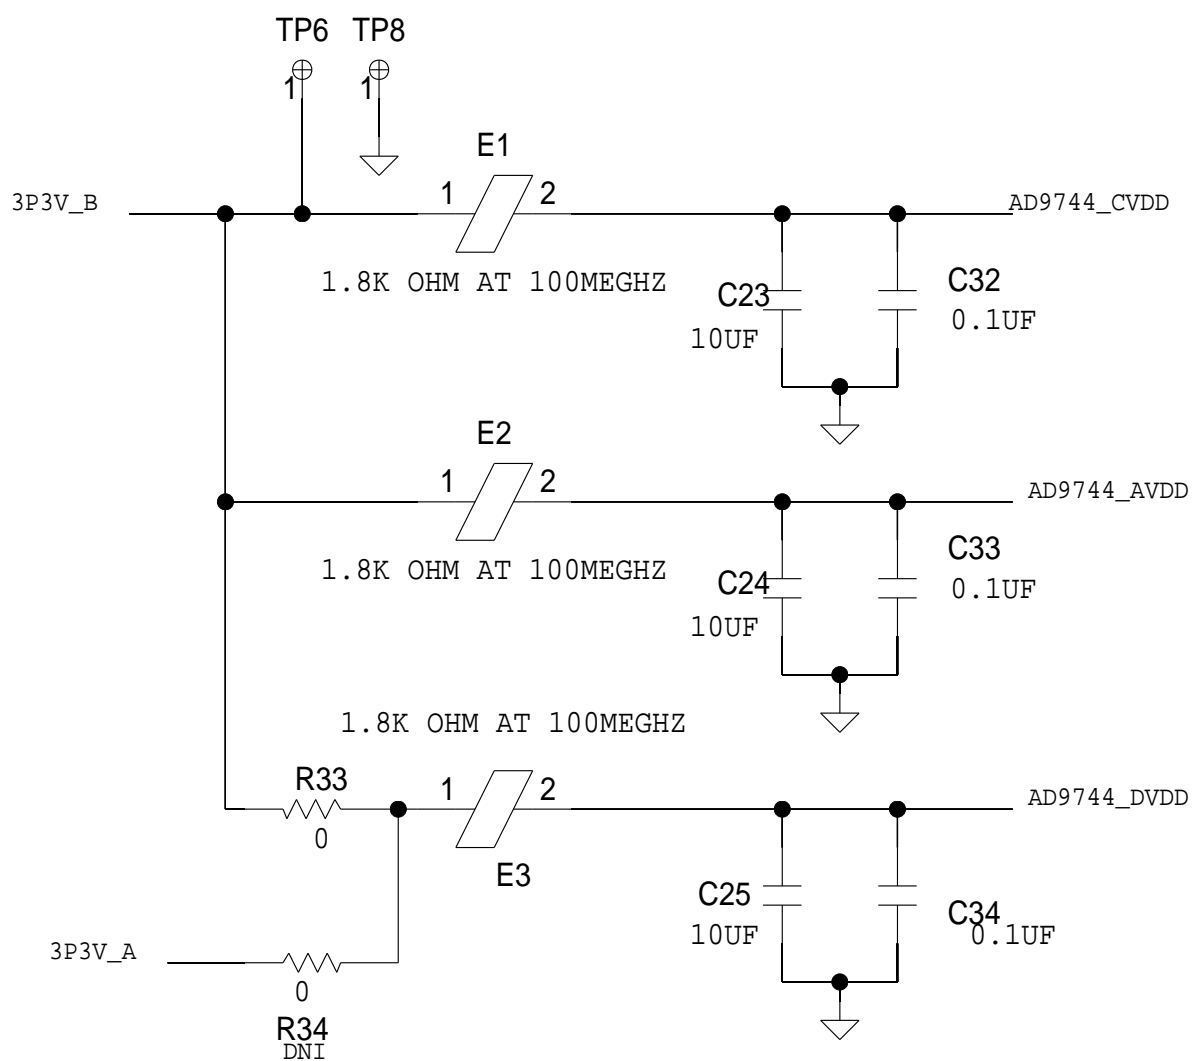 TP6 TP8
1 1
E1
3P3V_B
1 2
AD9744_CVDD
1.8K OHM AT 100MEGHZ
C23
10UF
C32
0.1UF
E2
1 2
AD9744_AVDD
1.8K OHM AT 100MEGHZ
C24
10UF
C33
0.1UF
1.8K OHM AT 100MEGHZ
R33
0
1 2
AD9744_DVDD
E3
C25
10UF
C34
0.1UF
3P3V_A
0
R34
DNI